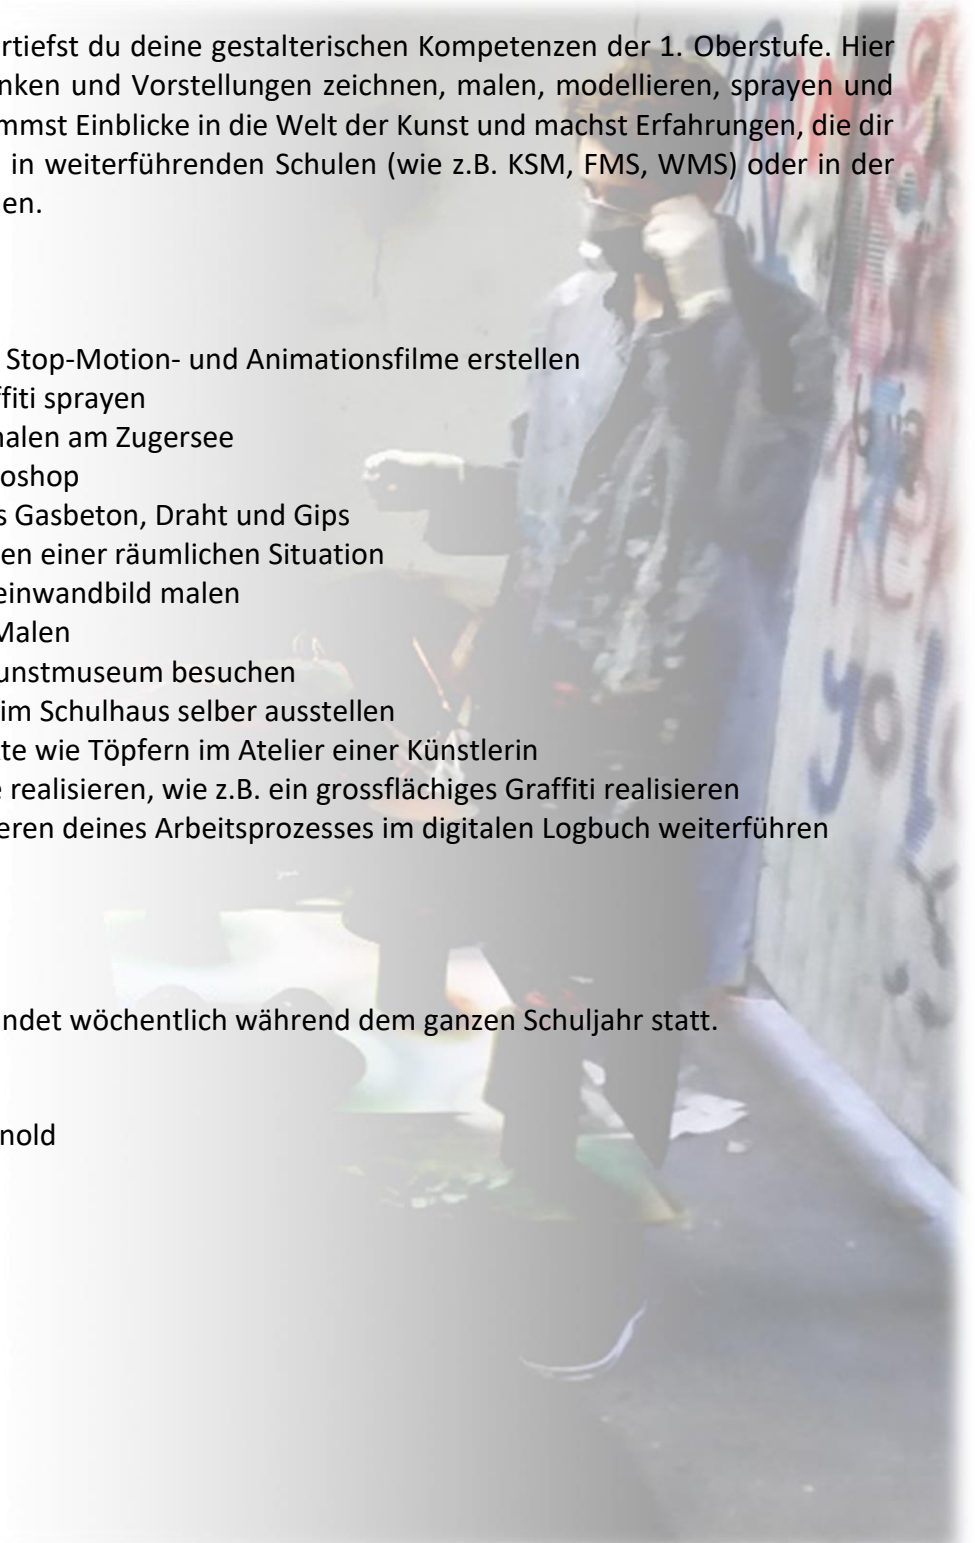 rtiefst du deine gestalterischen Kompetenzen der 1. Oberstufe. Hier
nken und Vorstellungen zeichnen, malen, modellieren, sprayen und
mmst Einblicke in die Welt der Kunst und machst Erfahrungen, die dir
in weiterführenden Schulen (wie z.B. KSM, FMS, WMS) oder in der
en.
Stop-Motion- und Animationsfilme erstellen
ffiti sprayen
nalen am Zugersee
oshop
s Gasbeton, Draht und Gips
en einer räumlichen Situation
einwandbild malen
Malen
unstmuseum besuchen
im Schulhaus selber ausstellen
te wie Töpfern im Atelier einer Künstlerin
e realisieren, wie z.B. ein grossflächiges Graffiti realisieren
eren deines Arbeitsprozesses im digitalen Logbuch weiterführen
ndet wöchentlich während dem ganzen Schuljahr statt.
nold